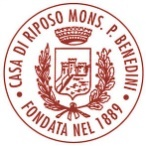 CASA DI RIPOSO MONS. P. BENEDINI
FONDATA NEL 1889